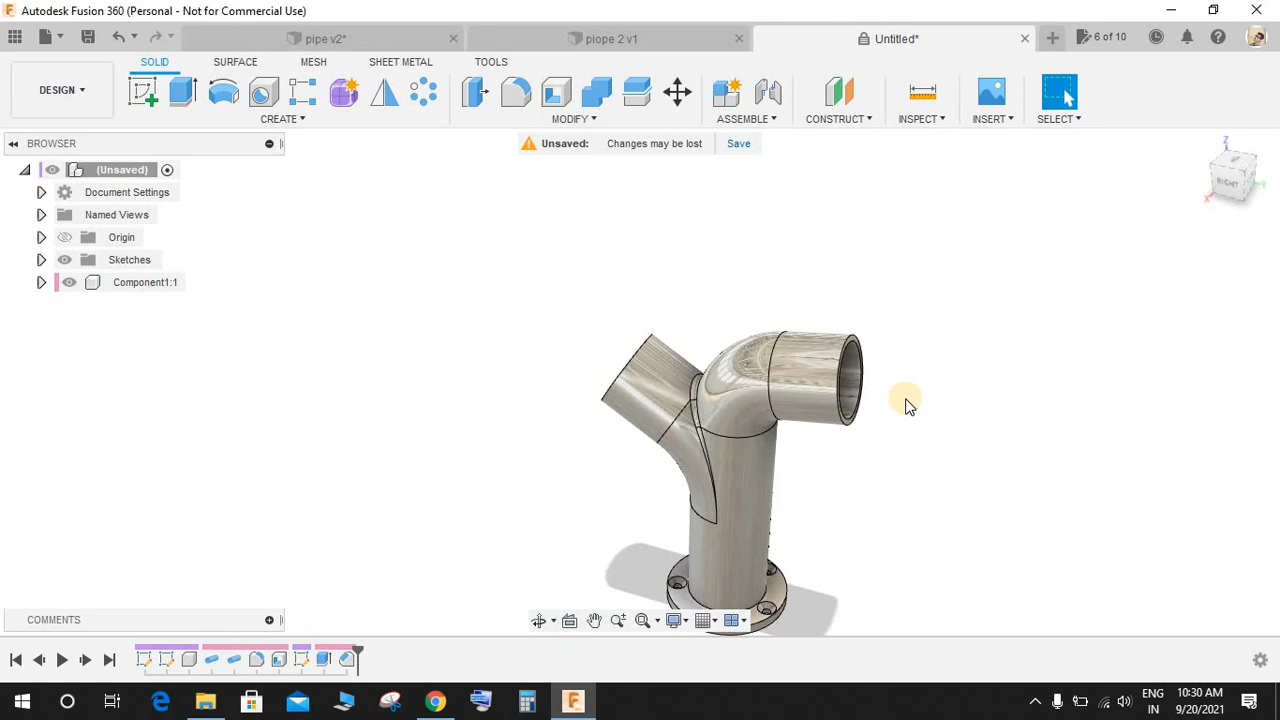 Autodesk Fusion 360 (Personal - Not for Commercial Use)
pipe v2*
piope 2 v1
Untitled*
6 of 10
SOLID
SURFACE
MESH
SHEET METAL
TOOLS
DESIGN
CREATE
MODIFY
ASSEMBLE
CONSTRUCT
INSPECT
INSERT
SELECT
BROWSER
Unsaved: Changes may be lost
Save
(Unsaved)
Document Settings
Named Views
Origin
Sketches
Component1:1
Z
RIGHT
X
Y
COMMENTS
ENG
IN
10:30 AM
9/20/2021